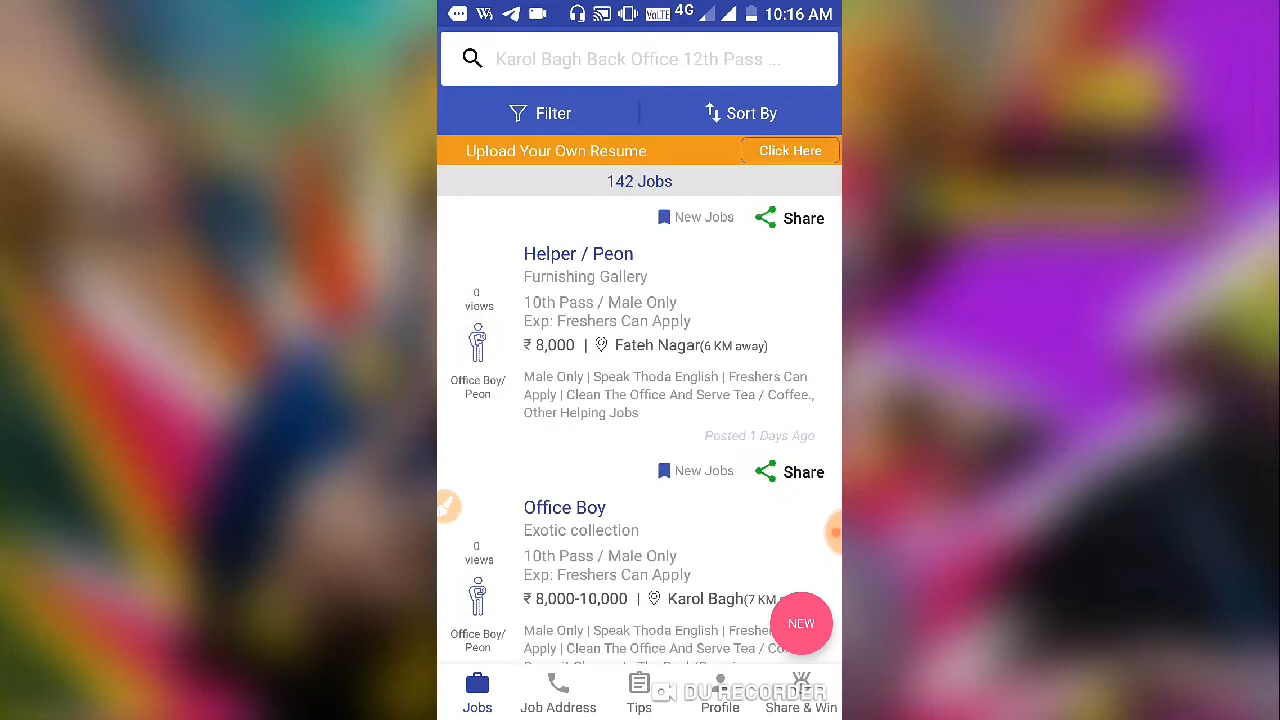 VoLTE 4G 10:16 AM
Karol Bagh Back Office 12th Pass ...
Filter Sort By
Upload Your Own Resume Click Here
142 Jobs
New Jobs Share
Helper / Peon
Furnishing Gallery
0
views
10th Pass / Male Only
Exp: Freshers Can Apply
₹ 8,000 | Fateh Nagar(6 KM away)
Office Boy/
Peon
Male Only | Speak Thoda English | Freshers Can
Apply | Clean The Office And Serve Tea / Coffee.,
Other Helping Jobs
Posted 1 Days Ago
New Jobs Share
Office Boy
Exotic collection
0
views
10th Pass / Male Only
Exp: Freshers Can Apply
₹ 8,000-10,000 | Karol Bagh(7 KM
NEW
Office Boy/
Peon
Male Only | Speak Thoda English |
Apply | Clean The Office And Serve Tea /
Jobs Job Address Tips Profile Share & Win
DU RECORDER